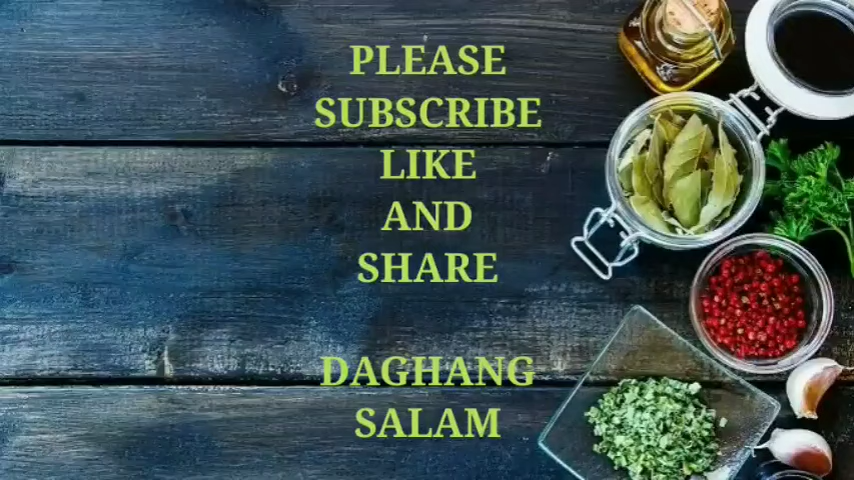 PLEASE
SUBSCRIBE
LIKE
AND
SHARE
DAGHANG
SALAM